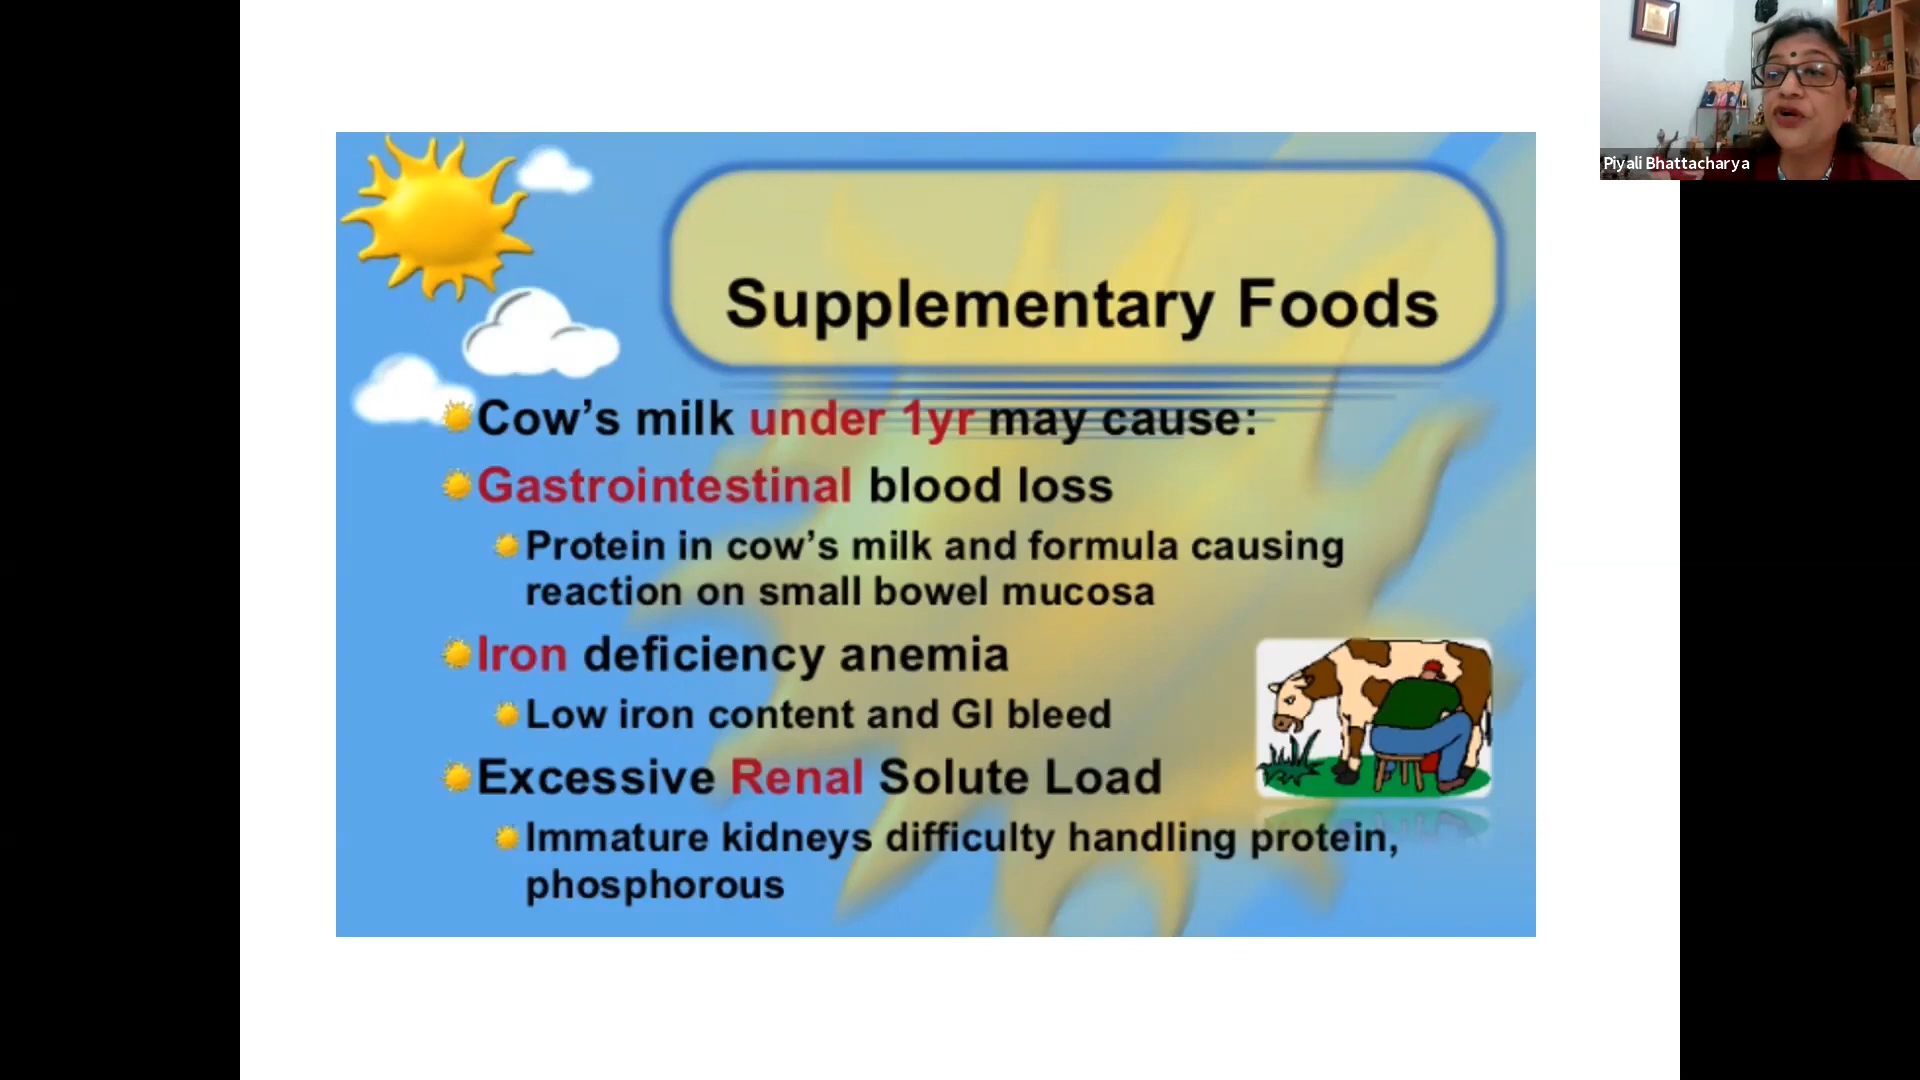 Piyali Bhattacharya
Supplementary Foods
Cow's milk under 1yr may cause:
Gastrointestinal blood loss
Protein in cow's milk and formula causing
reaction on small bowel mucosa
Iron deficiency anemia
Low iron content and GI bleed
Excessive Renal Solute Load
Immature kidneys difficulty handling protein,
phosphorous